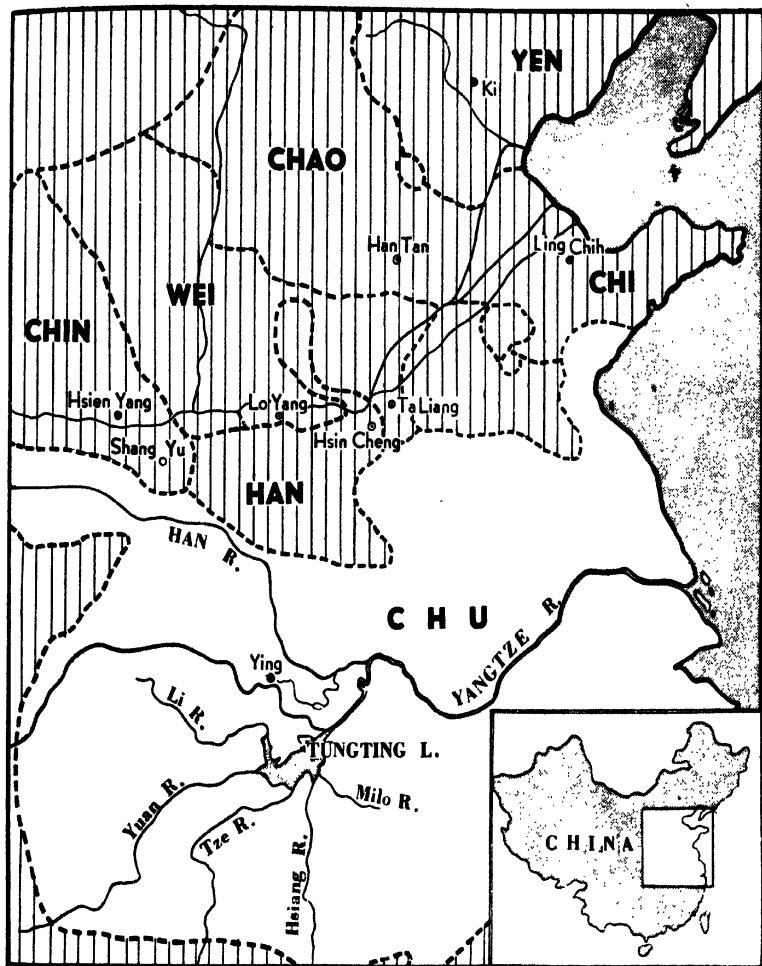 YEN
Ki
CHAO
Han Tan
Ling Chih
CHI
WEI
CHIN
Hsien Yang
Lo Yang
Ta Liang
Hsin Cheng
Shang Yu
HAN
HAN R.
CHU
YANGTZE R.
Ying
Li R.
TUNGTING L.
Milo R.
Yuan R.
Tze R.
Hsiang R.
CHINA